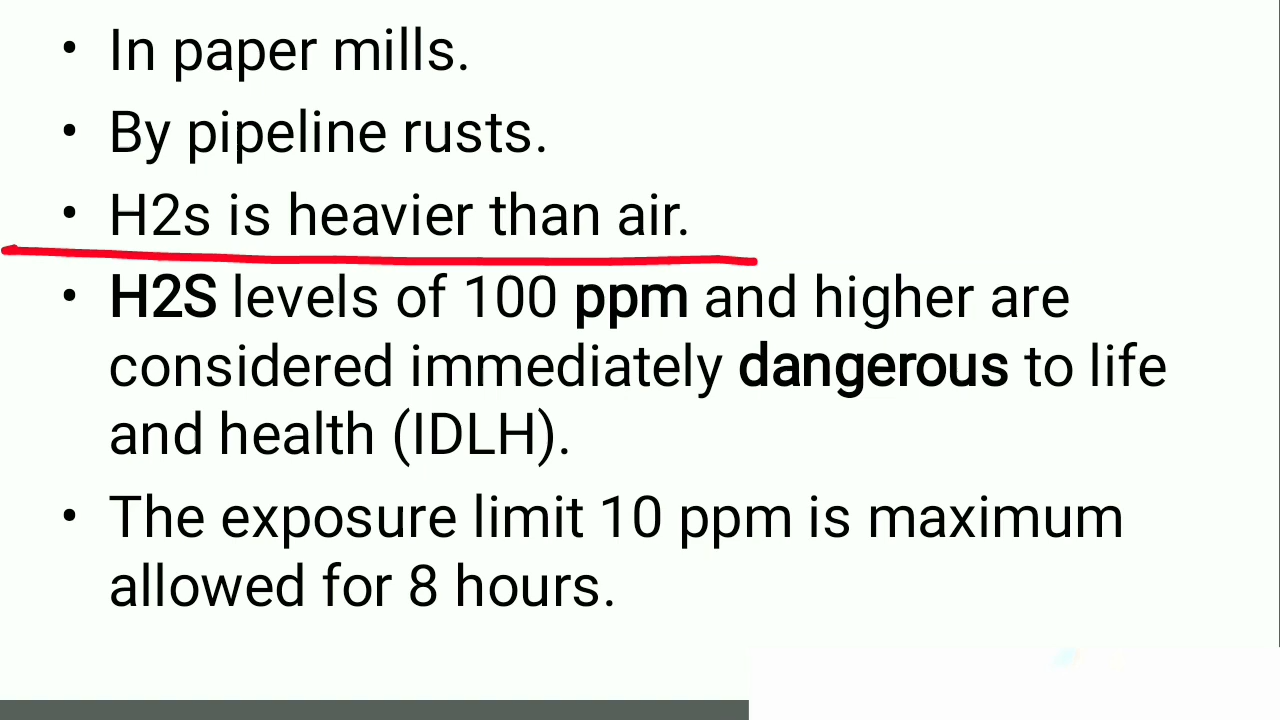 • In paper mills.
• By pipeline rusts.
• H2s is heavier than air.
• H2S levels of 100 ppm and higher are
considered immediately dangerous to life
and health (IDLH).
• The exposure limit 10 ppm is maximum
allowed for 8 hours.